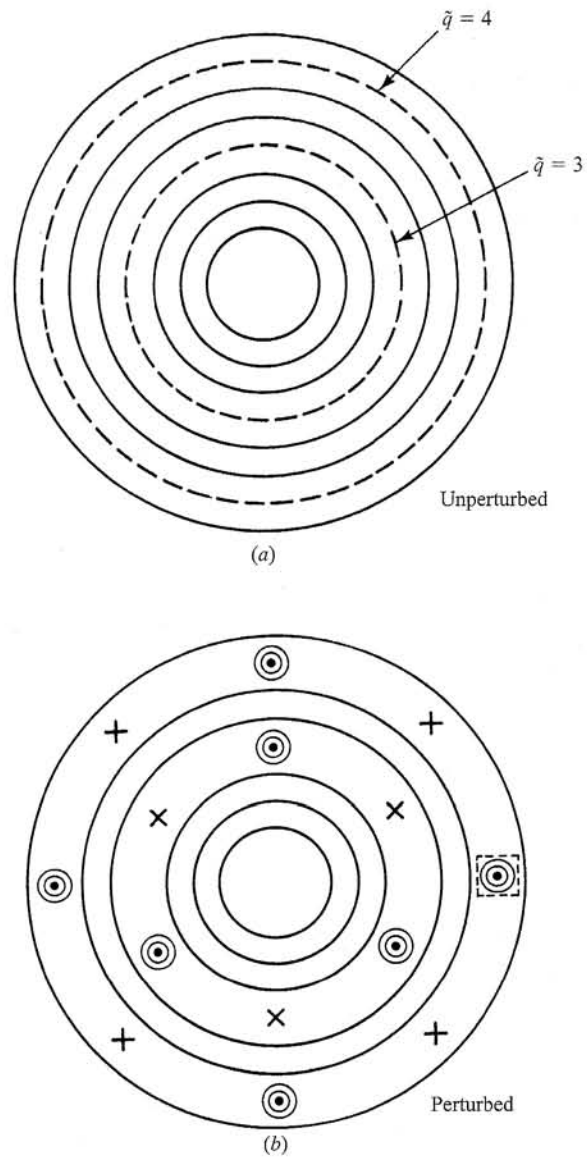 q̃ = 4
q̃ = 3
Unperturbed
(a)
Perturbed
(b)